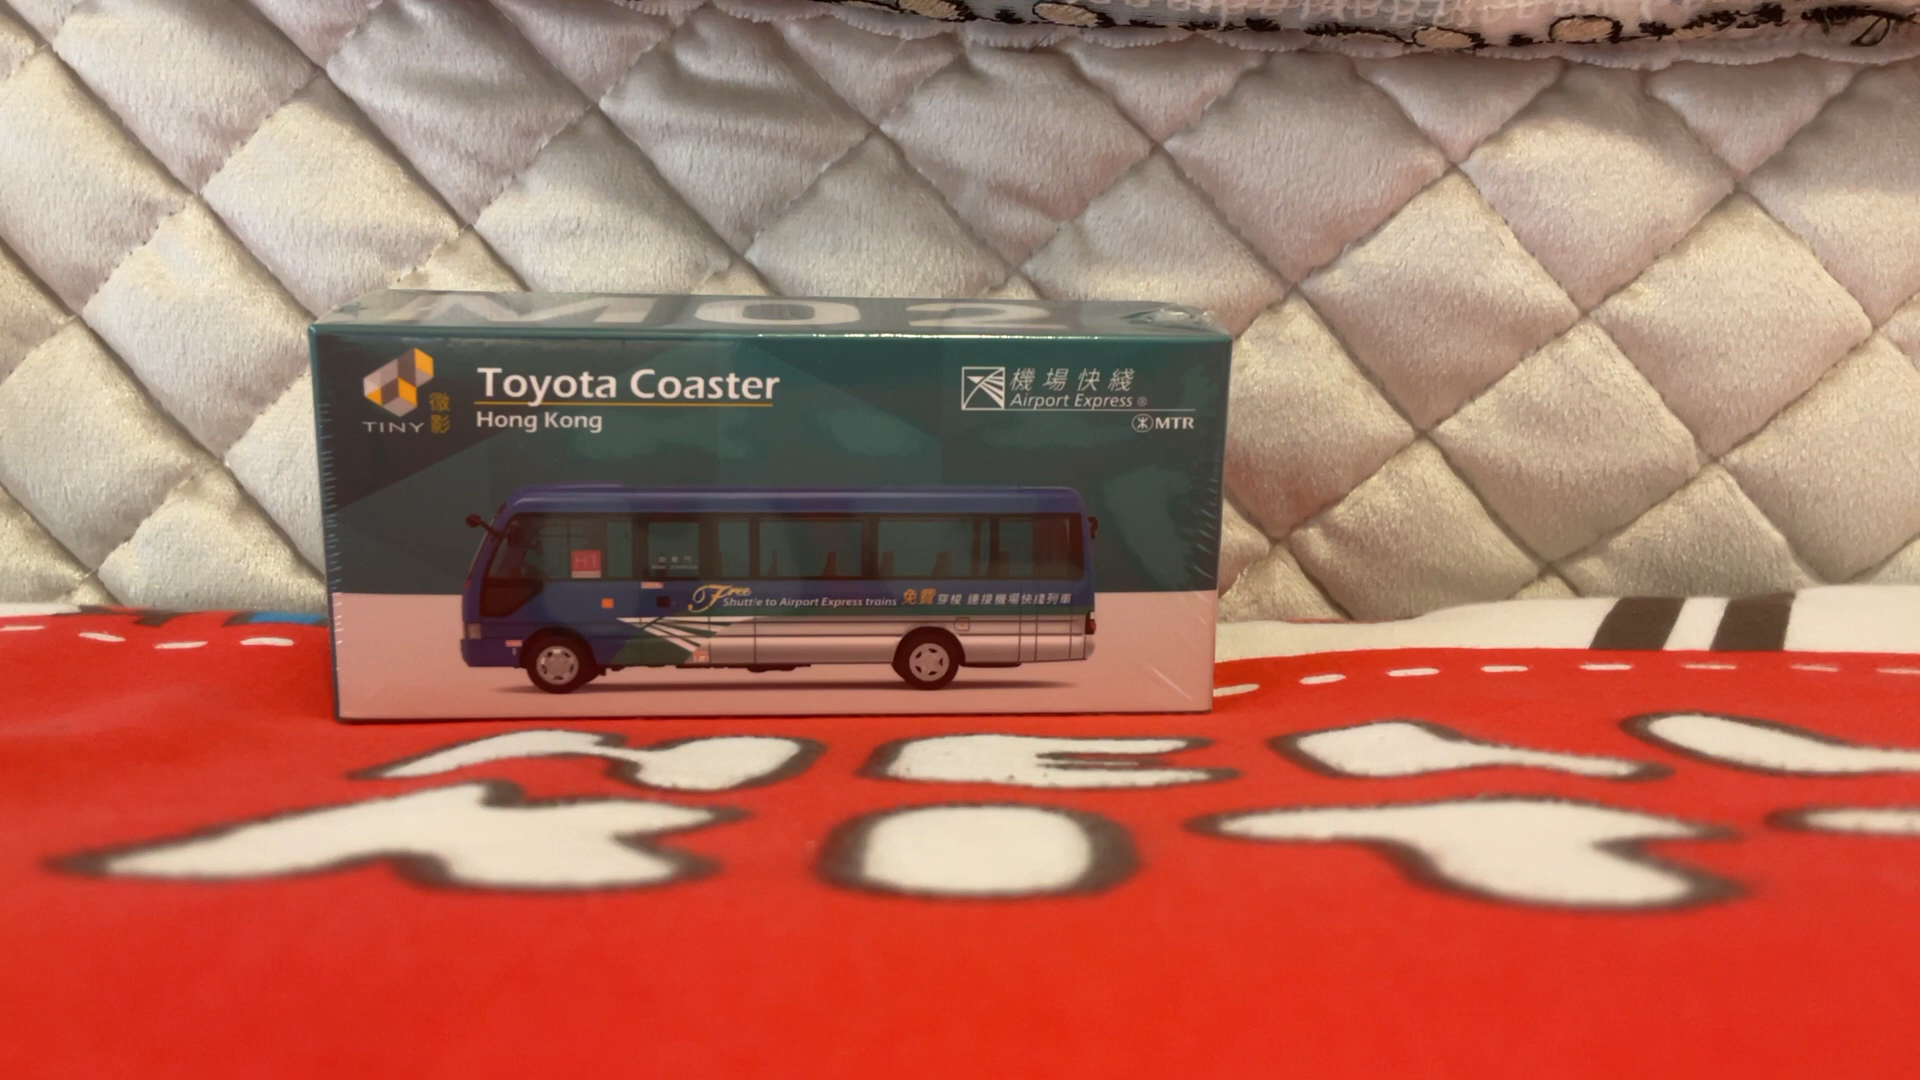 M02
TINY 微影
Toyota Coaster
Hong Kong
機場快綫
Airport Express®
MTR
H1
Free Shuttle to Airport Express trains 免費穿梭 連接機場快綫列車